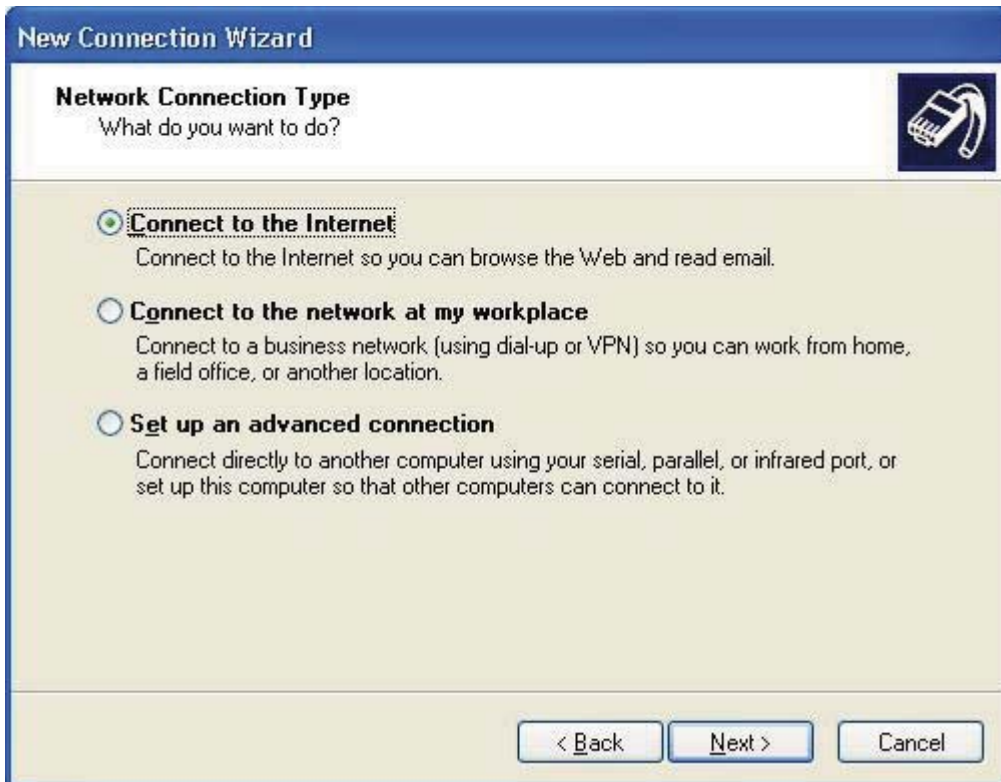 New Connection Wizard
Network Connection Type
What do you want to do?
Connect to the Internet
Connect to the Internet so you can browse the Web and read email.
Connect to the network at my workplace
Connect to a business network (using dial-up or VPN) so you can work from home,
a field office, or another location.
Set up an advanced connection
Connect directly to another computer using your serial, parallel, or infrared port, or
set up this computer so that other computers can connect to it.
< Back Next > Cancel